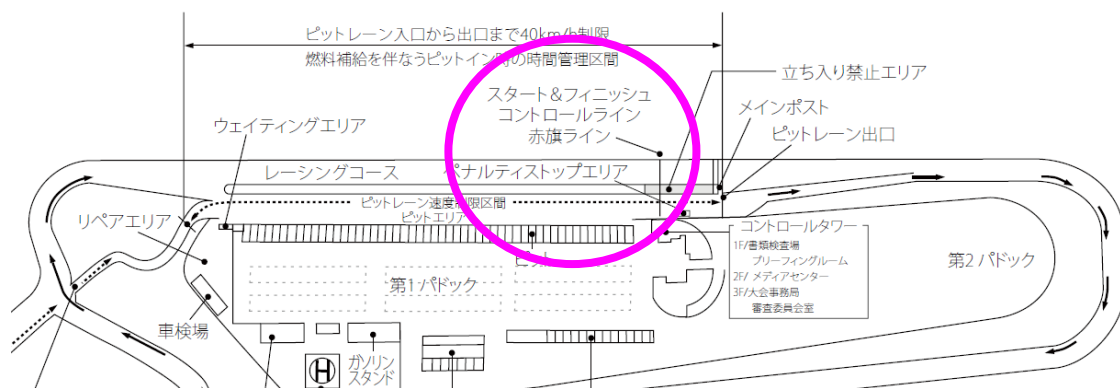 ピットレーン入口から出口まで40km/h制限
燃料補給を伴なうピットイン時の時間管理区間
立ち入り禁止エリア
スタート&フィニッシュ
コントロールライン
赤旗ライン
メインポスト
ピットレーン出口
ウェイティングエリア
レーシングコース
ペナルティストップエリア
ピットレーン速度制限区間
ピットエリア
リペアエリア
コントロールタワー
1F/書類検査場
ブリーフィングルーム
2F/ メディアセンター
3F/大会事務局
審査委員会室
ピット
第1 パドック
第2 パドック
車検場
ガソリン
スタンド
H